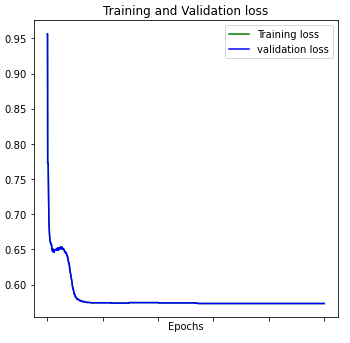 Training and Validation loss
Training loss
validation loss
0.95
0.90
0.85
0.80
0.75
0.70
0.65
0.60
Epochs